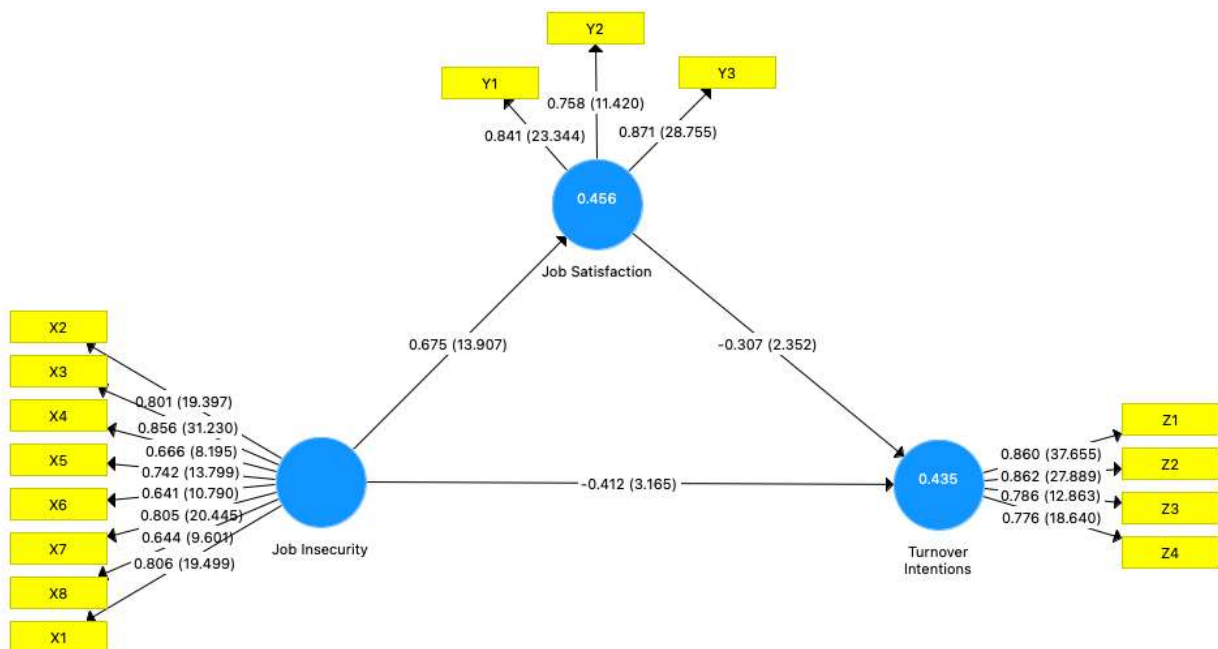 Y2
Y1
Y3
0.758 (11.420)
0.841 (23.344)
0.871 (28.755)
0.456
Job Satisfaction
X2
X3
X4
X5
X6
X7
X8
X1
0.801 (19.397)
0.856 (31.230)
0.666 (8.195)
0.742 (13.799)
0.641 (10.790)
0.805 (20.445)
0.644 (9.601)
0.806 (19.499)
0.675 (13.907)
-0.307 (2.352)
-0.412 (3.165)
Job Insecurity
0.435
Turnover
Intentions
0.860 (37.655)
0.862 (27.889)
0.786 (12.863)
0.776 (18.640)
Z1
Z2
Z3
Z4